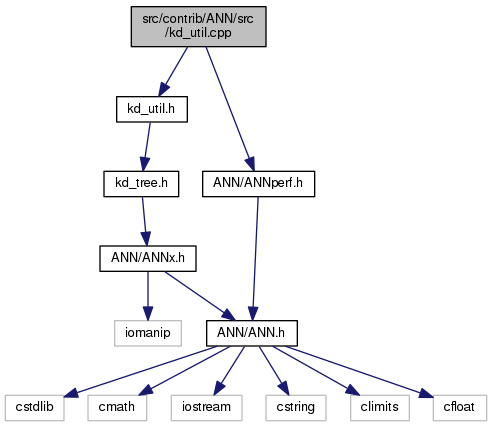 src/contrib/ANN/src
/kd_util.cpp
kd_util.h
kd_tree.h
ANN/ANNperf.h
ANN/ANNx.h
iomanip
ANN/ANN.h
cstdlib
cmath
iostream
cstring
climits
cfloat